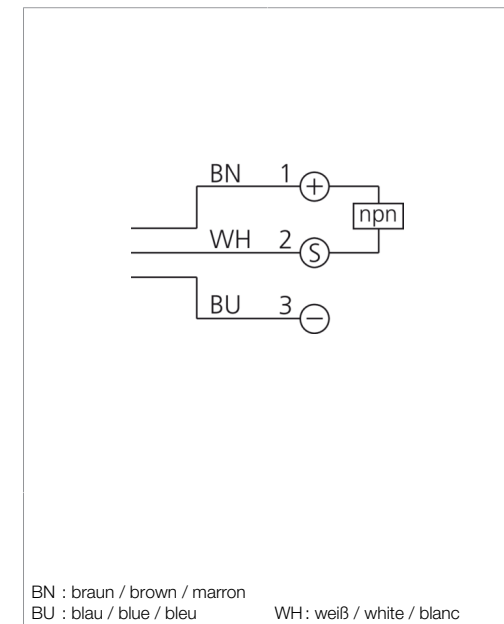 BN 1 +
npn
WH 2 S
BU 3 −
BN : braun / brown / marron
BU : blau / blue / bleu WH : weiß / white / blanc